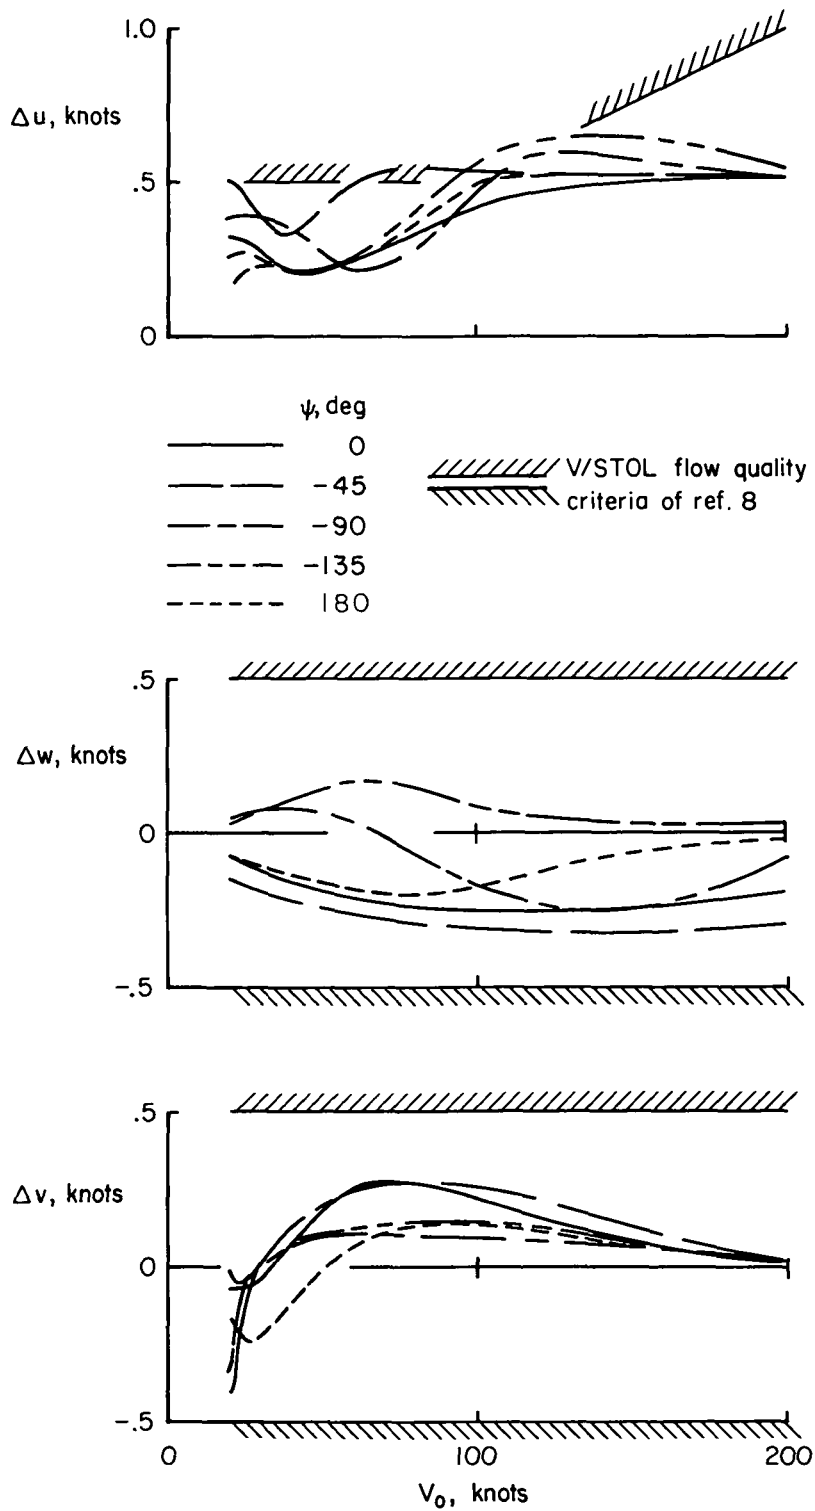 1.0
Δu, knots
.5
0
ψ, deg
0
-45
-90
-135
180
V/STOL flow quality
criteria of ref. 8
.5
Δw, knots
0
-.5
.5
Δv, knots
0
-.5
0
100
200
V₀, knots